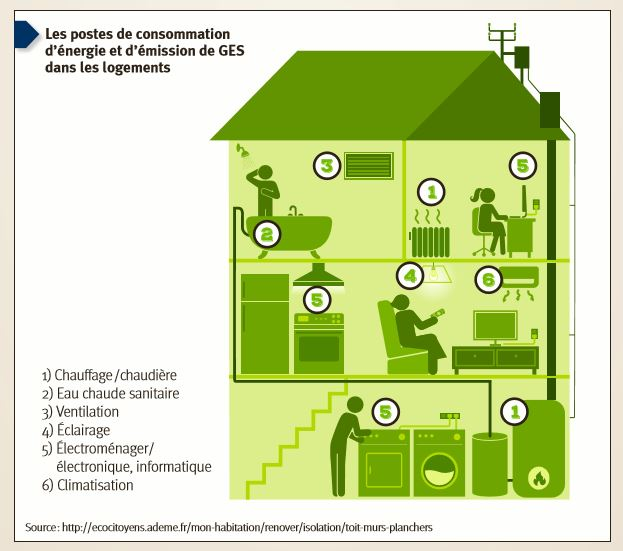 Les postes de consommation
d'énergie et d'émission de GES
dans les logements
3
5
1
2
4
6
5
5
1
1) Chauffage/chaudière
2) Eau chaude sanitaire
3) Ventilation
4) Éclairage
5) Électroménager/
électronique, informatique
6) Climatisation
Source : http://ecocitoyens.ademe.fr/mon-habitation/renover/isolation/toit-murs-planchers